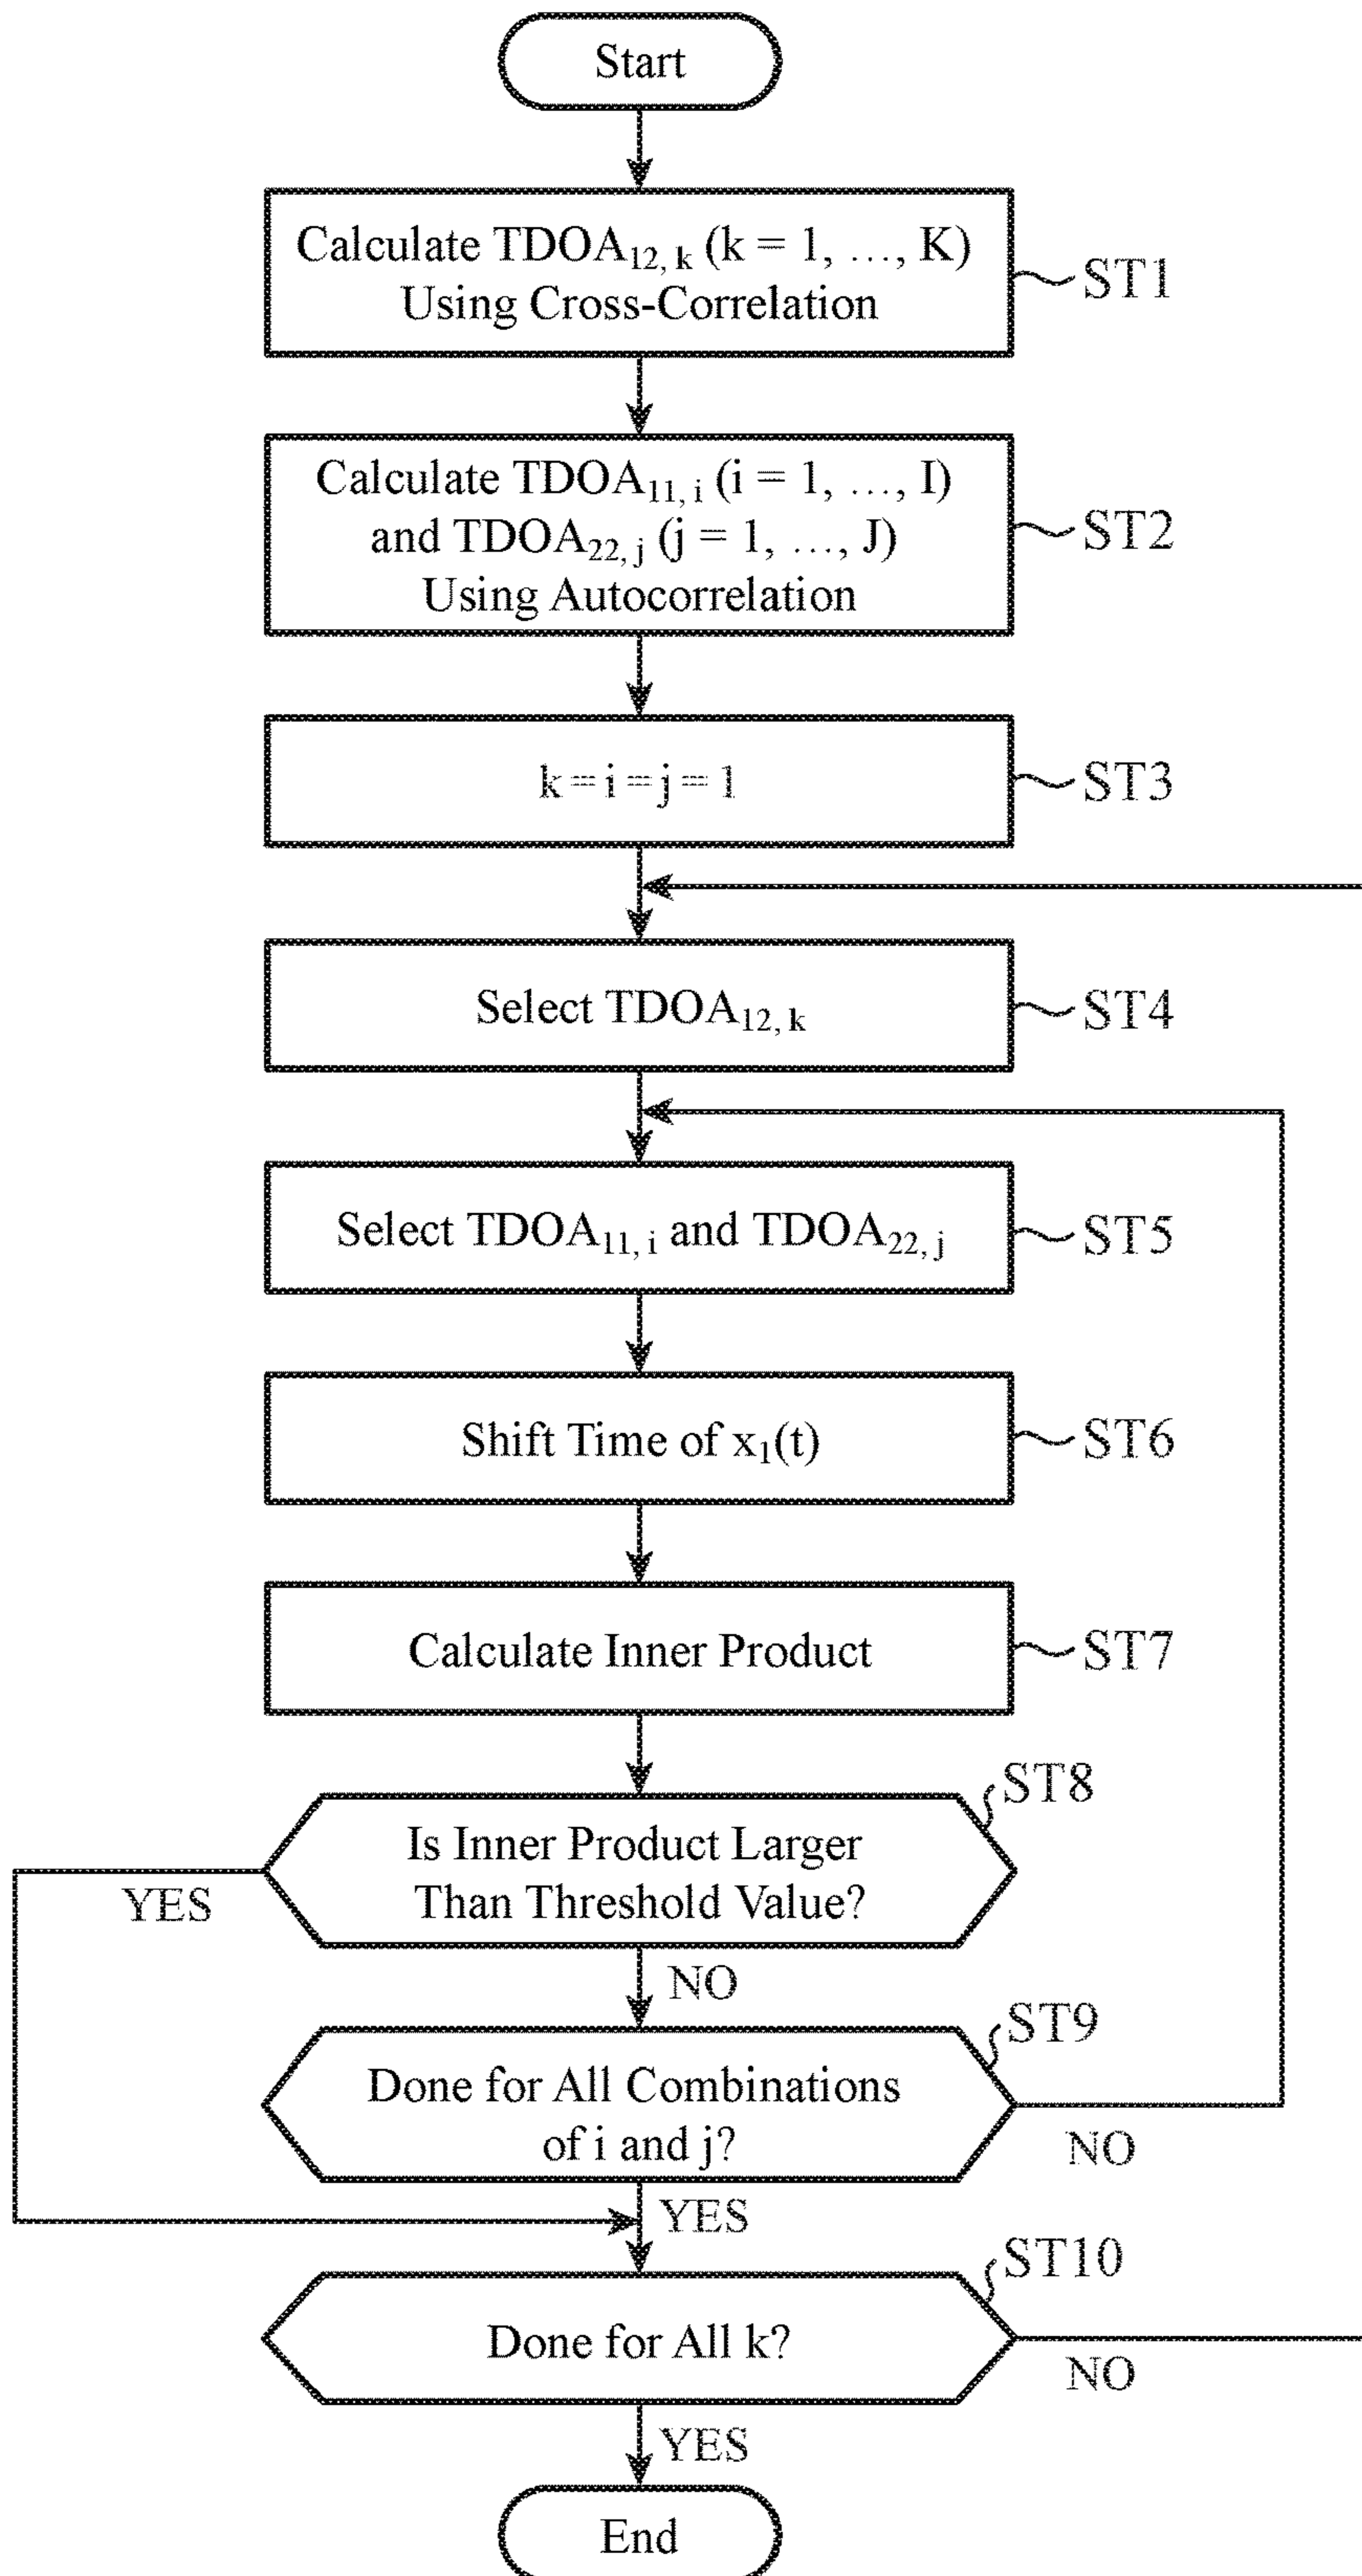 Start
Calculate TDOA₁₂, ₖ (k = 1, …, K)
Using Cross-Correlation
ST1
Calculate TDOA₁₁, ᵢ (i = 1, …, I)
and TDOA₂₂, ⱼ (j = 1, …, J)
Using Autocorrelation
ST2
k = i = j = 1
ST3
Select TDOA₁₂, ₖ
ST4
Select TDOA₁₁, ᵢ and TDOA₂₂, ⱼ
ST5
Shift Time of x₁(t)
ST6
Calculate Inner Product
ST7
ST8
Is Inner Product Larger
Than Threshold Value?
YES
NO
ST9
Done for All Combinations
of i and j?
NO
YES
ST10
Done for All k?
NO
YES
End